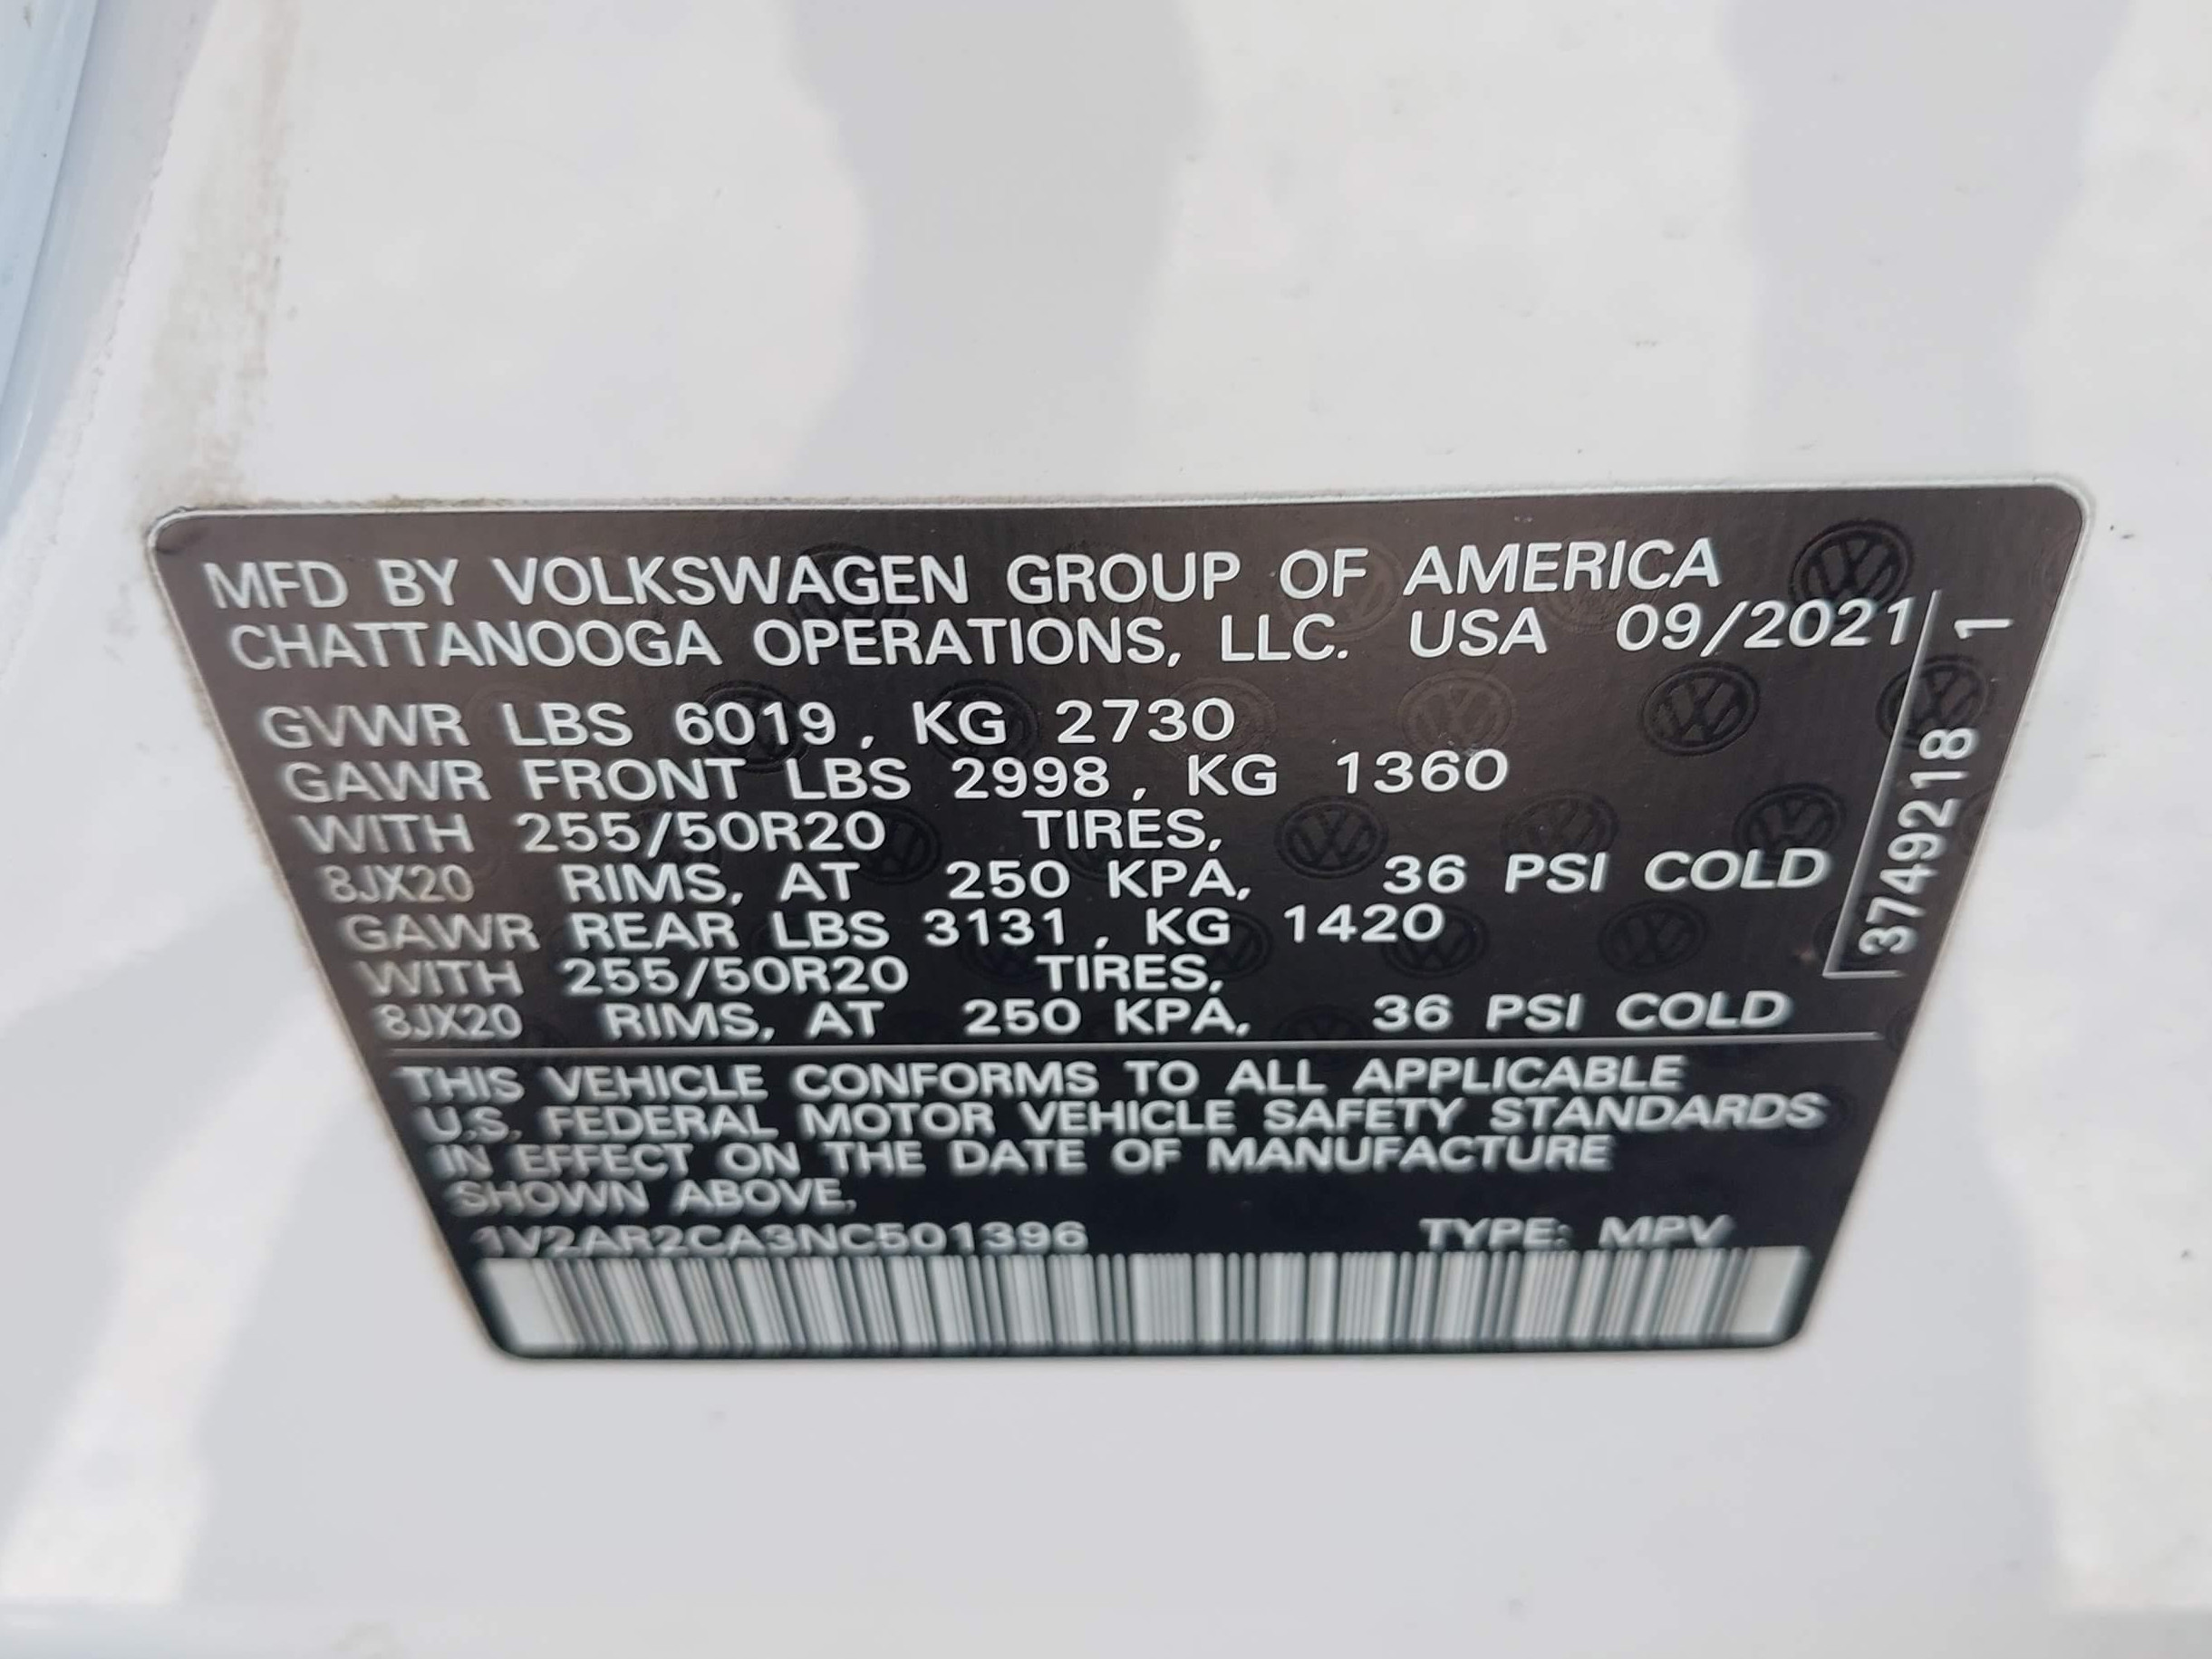 MFD BY VOLKSWAGEN GROUP OF AMERICA
CHATTANOOGA OPERATIONS, LLC. USA 09/2021
GVWR LBS 6019, KG 2730
GAWR FRONT LBS 2998, KG 1360
WITH 255/50R20 TIRES,
8JX20 RIMS, AT 250 KPA, 36 PSI COLD
GAWR REAR LBS 3131, KG 1420
WITH 255/50R20 TIRES,
8JX20 RIMS, AT 250 KPA, 36 PSI COLD
37492181 1
THIS VEHICLE CONFORMS TO ALL APPLICABLE
U.S. FEDERAL MOTOR VEHICLE SAFETY STANDARDS
IN EFFECT ON THE DATE OF MANUFACTURE
SHOWN ABOVE.
1V2AR2CA3NC501396 TYPE: MPV